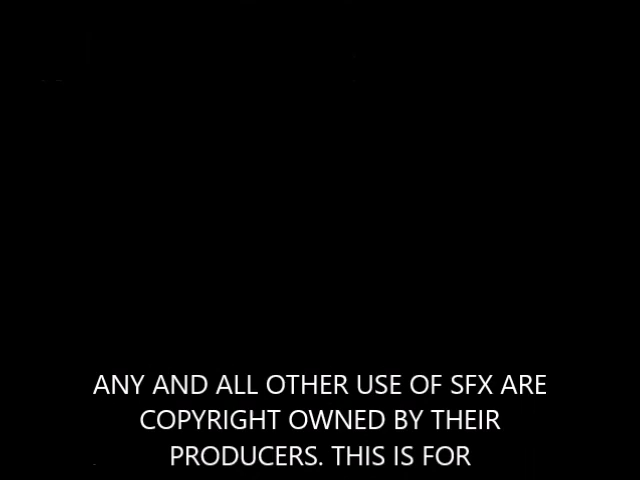 ANY AND ALL OTHER USE OF SFX ARE
COPYRIGHT OWNED BY THEIR
PRODUCERS. THIS IS FOR